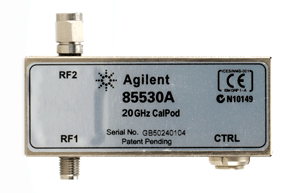 RF2
Agilent
85530A
20 GHz CalPod
N10149
RF1
Serial No. GB50240104
CTRL
Patent Pending